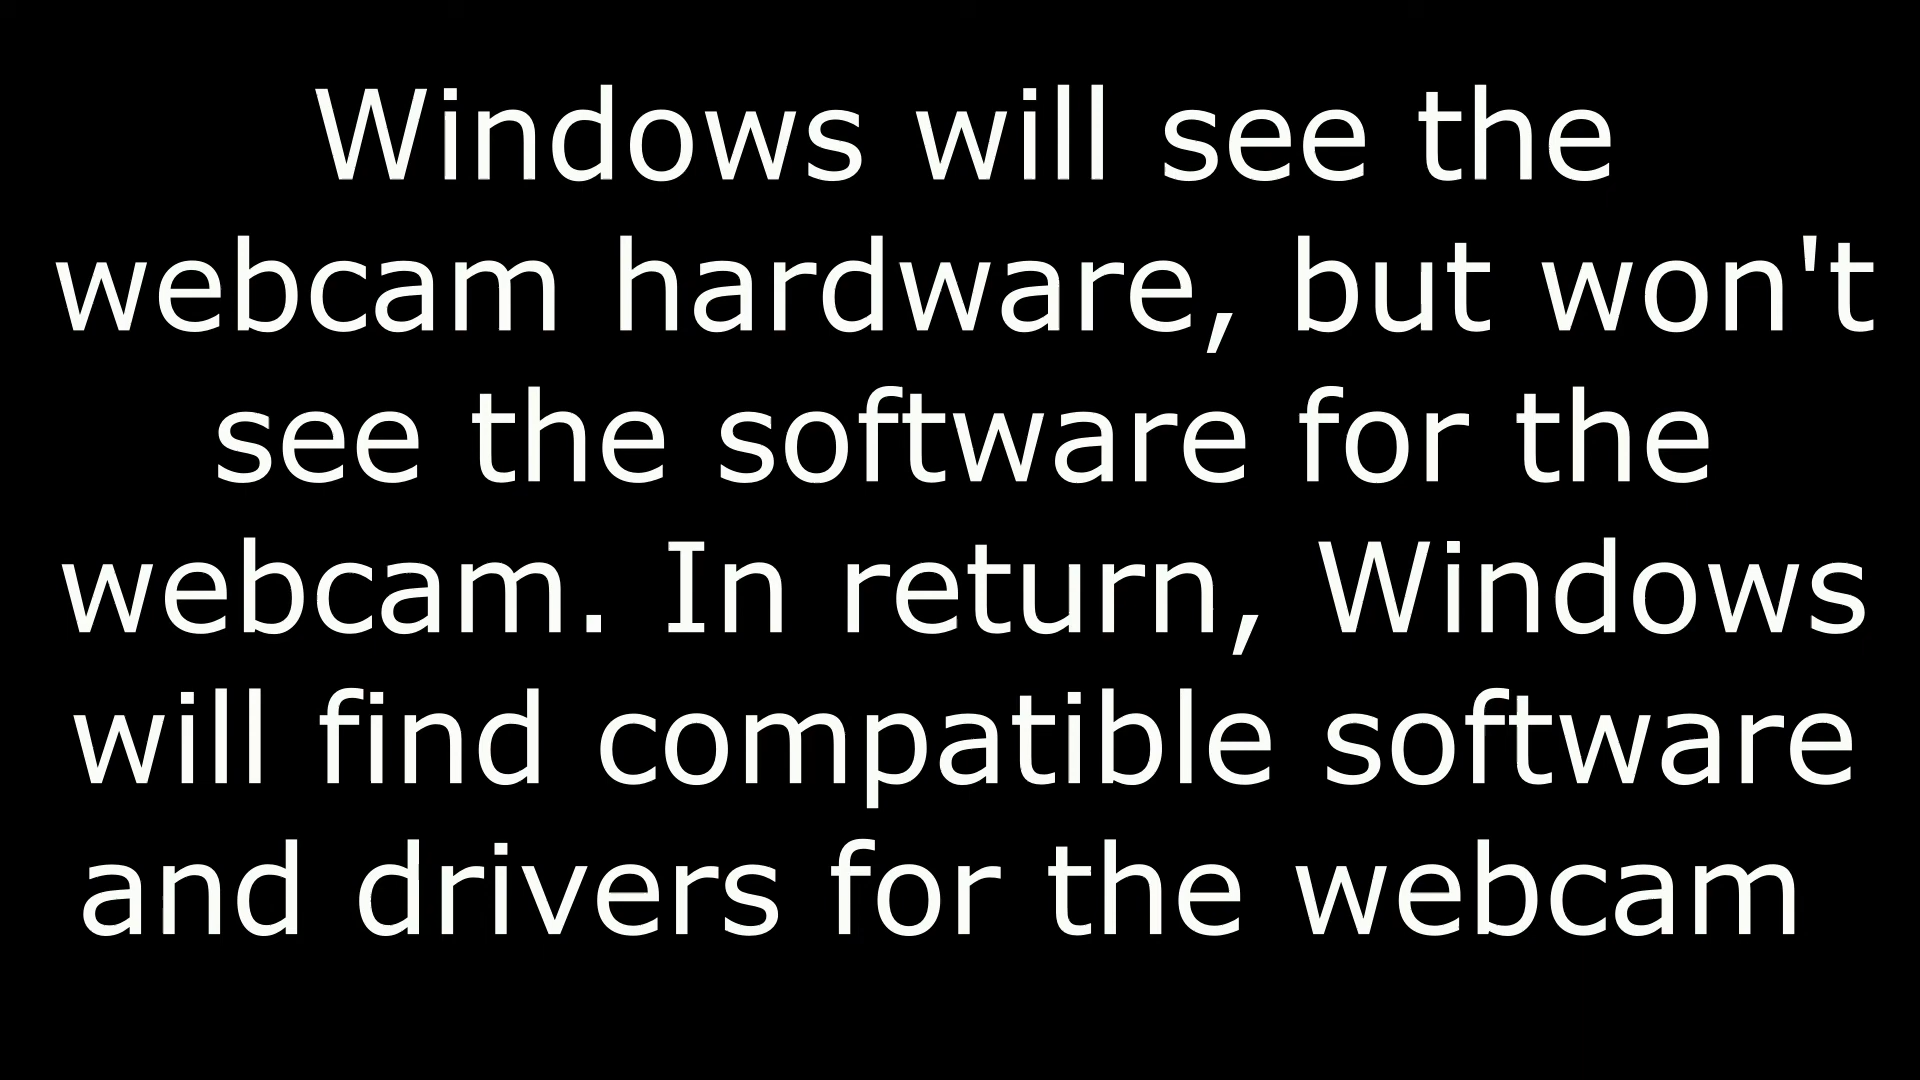 Windows will see the
webcam hardware, but won't
see the software for the
webcam. In return, Windows
will find compatible software
and drivers for the webcam